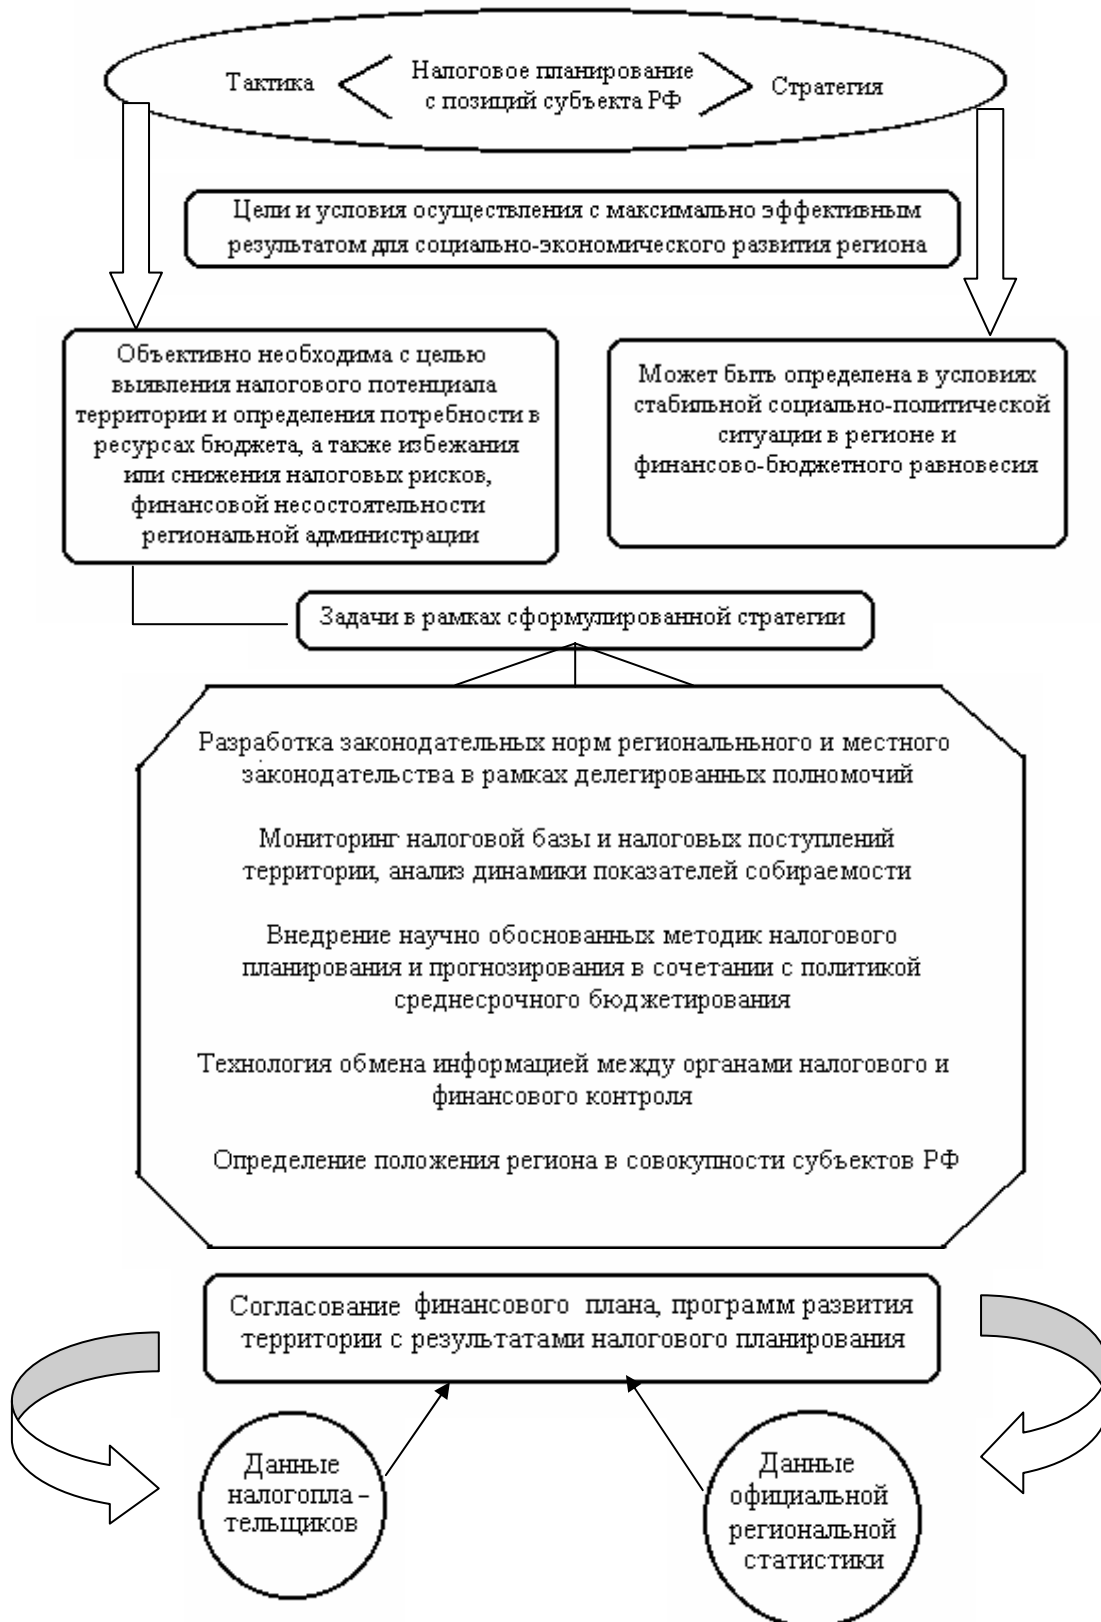 Тактика
Налоговое планирование
с позиций субъекта РФ
Стратегия
Цели и условия осуществления с максимально эффективным
результатом для социально-экономического развития региона
Объективно необходима с целью
выявления налогового потенциала
территории и определения потребности в
ресурсах бюджета, а также избежания
или снижения налоговых рисков,
финансовой несостоятельности
региональной администрации
Может быть определена в условиях
стабильной социально-политической
ситуации в регионе и
финансово-бюджетного равновесия
Задачи в рамках сформулированной стратегии
Разработка законодательных норм региональньного и местного
законодательства в рамках делегированных полномочий
Мониторинг налоговой базы и налоговых поступлений
территории, анализ динамики показателей собираемости
Внедрение научно обоснованных методик налогового
планирования и прогнозирования в сочетании с политикой
среднесрочного бюджетирования
Технология обмена информацией между органами налогового и
финансового контроля
Определение положения региона в совокупности субъектов РФ
Согласование финансового плана, программ развития
территории с результатами налогового планирования
Данные
налогопла –
тельщиков
Данные
официальной
региональной
статистики